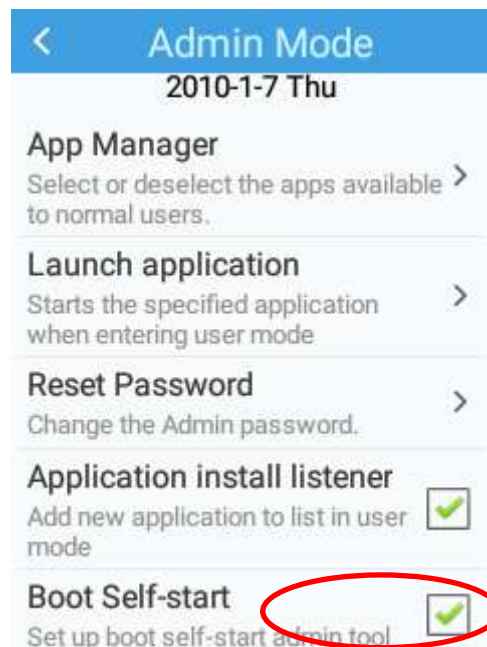 Admin Mode
2010-1-7 Thu
App Manager
Select or deselect the apps available
to normal users.
Launch application
Starts the specified application
when entering user mode
Reset Password
Change the Admin password.
Application install listener
Add new application to list in user
mode
Boot Self-start
Set up boot self-start admin tool